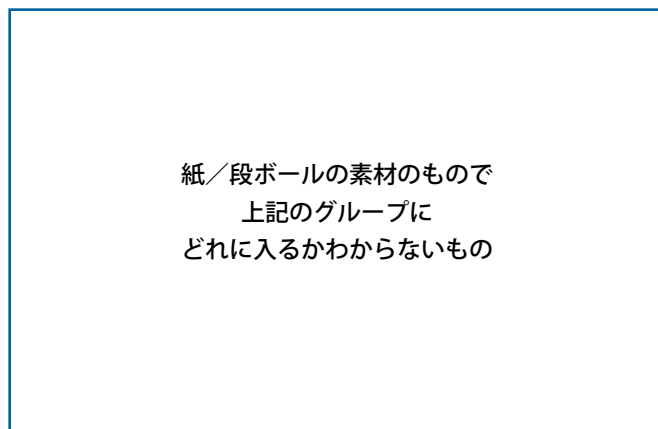 紙／段ボールの素材のもので
上記のグループに
どれに入るかわからないもの